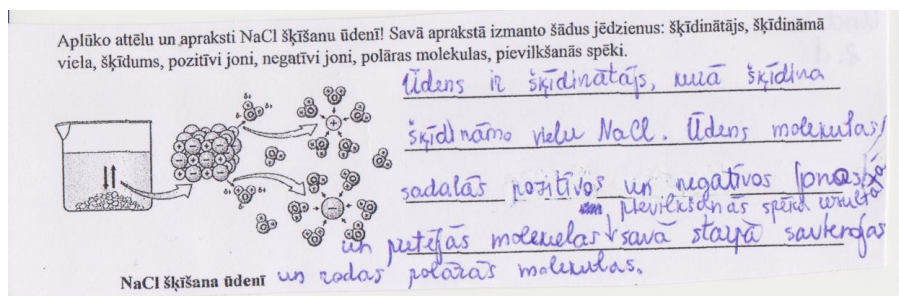 Aplūko attēlu un apraksti NaCl šķīšanu ūdenī! Savā aprakstā izmanto šādus jēdzienus: šķīdinātājs, šķīdināmā
viela, šķīdums, pozitīvi joni, negatīvi joni, polāras molekulas, pievilkšanās spēki.
Ūdens ir šķīdinātājs, kurā šķīdina
šķīdināmo vielu NaCl. Ūdens molekulas
sadalās pozitīvos un negatīvos jonos
pievilkšanās spēka
un pretējās molekulas savā starpā savienojas
un rodas polārās molekulas.
δ+
δ-
δ+
δ-
+
-
NaCl šķīšana ūdenī